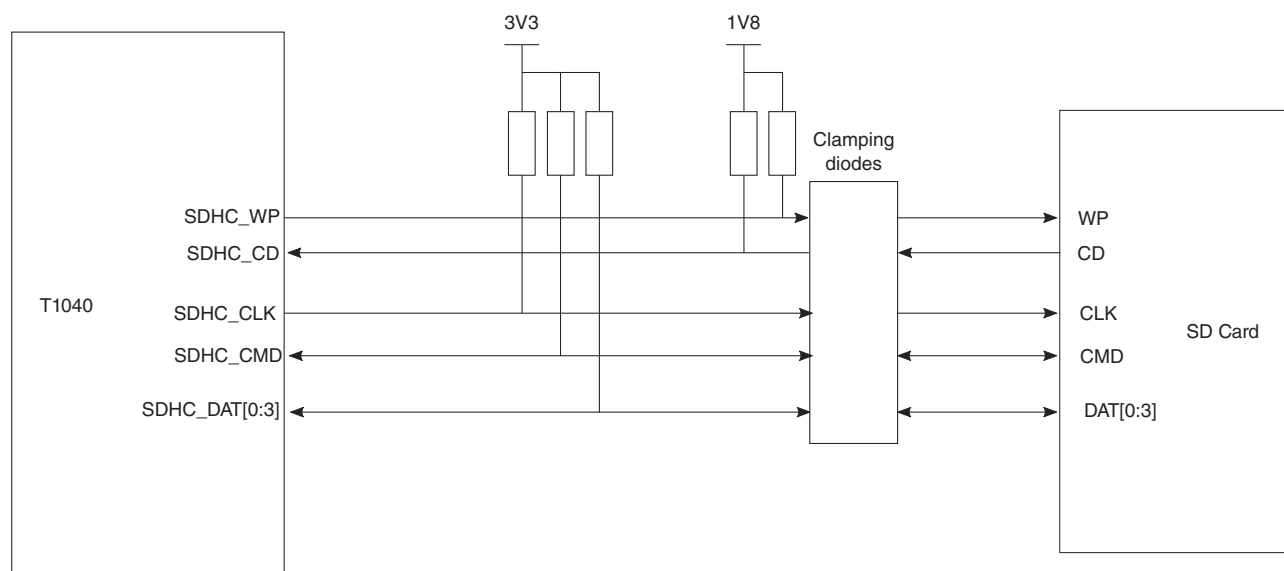 3V3
1V8
Clamping
diodes
SDHC_WP
WP
SDHC_CD
CD
T1040
SDHC_CLK
CLK
SD Card
SDHC_CMD
CMD
SDHC_DAT[0:3]
DAT[0:3]